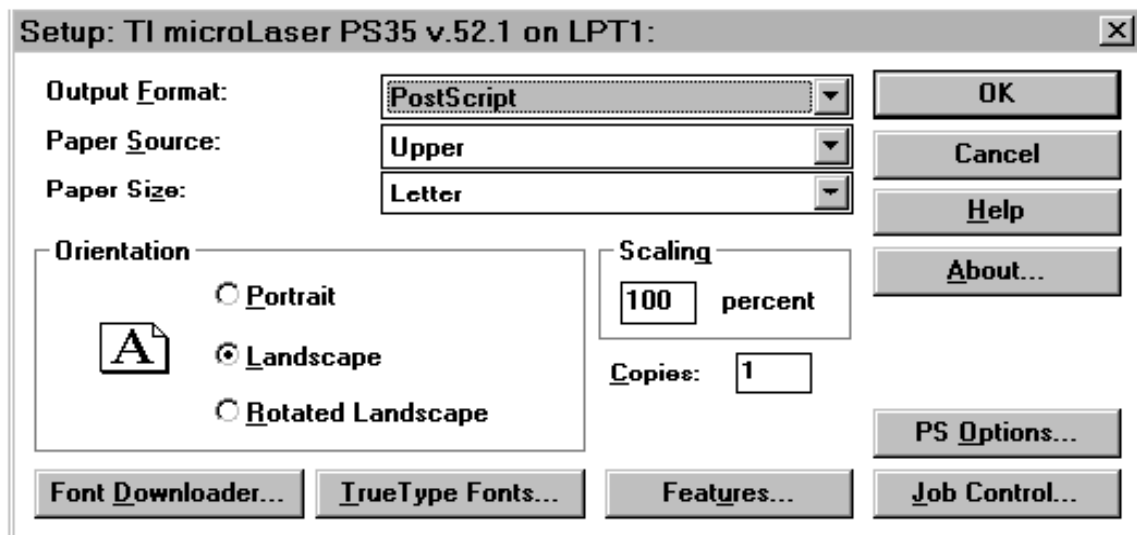 Setup: TI microLaser PS35 v.52.1 on LPT1:
Output Format:
PostScript
OK
Paper Source:
Upper
Cancel
Paper Size:
Letter
Help
Orientation
Scaling
About...
Portrait
100 percent
A
Landscape
Copies:
1
Rotated Landscape
PS Options...
Font Downloader...
TrueType Fonts...
Features...
Job Control...